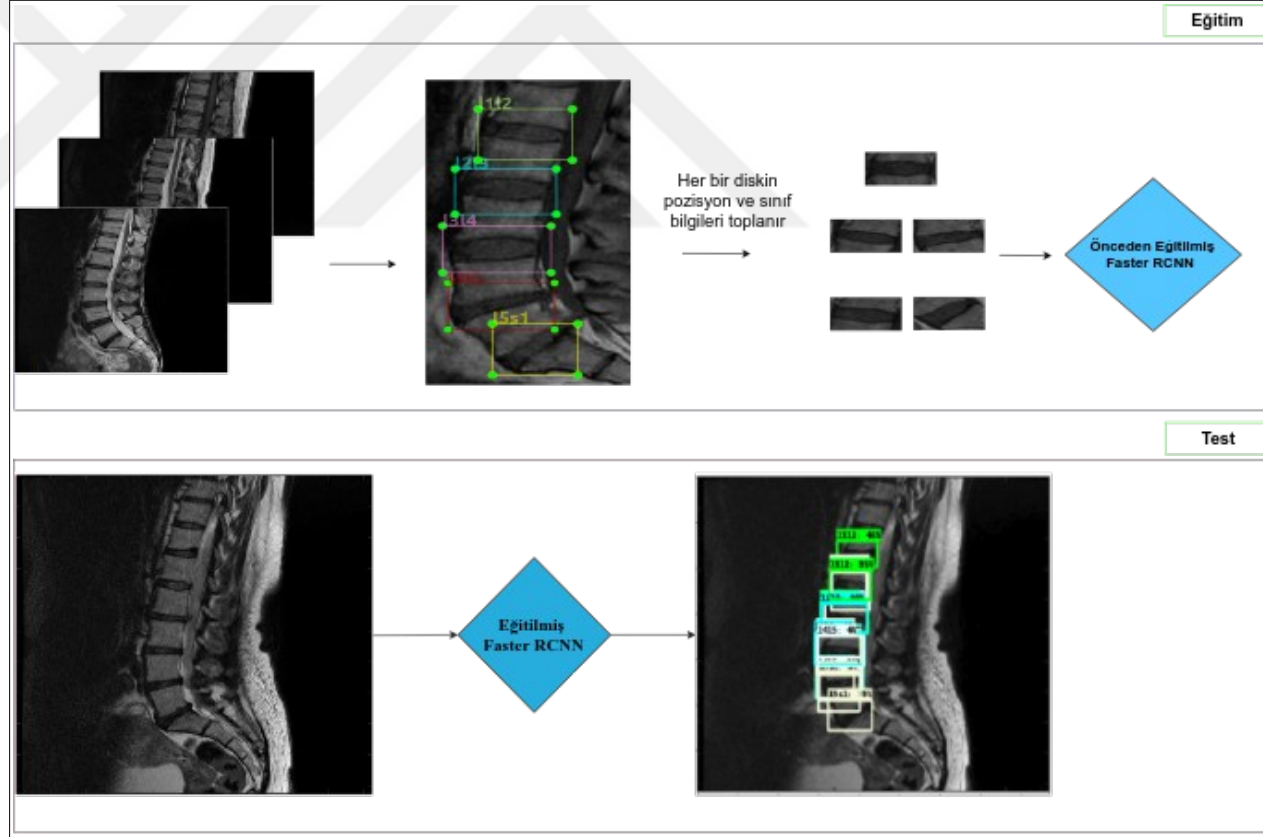 Eğitim
l1l2
l2l3
l3l4
l5s1
Her bir diskin
pozisyon ve sınıf
bilgileri toplanır
Önceden Eğitilmiş
Faster RCNN
Test
Eğitilmiş
Faster RCNN